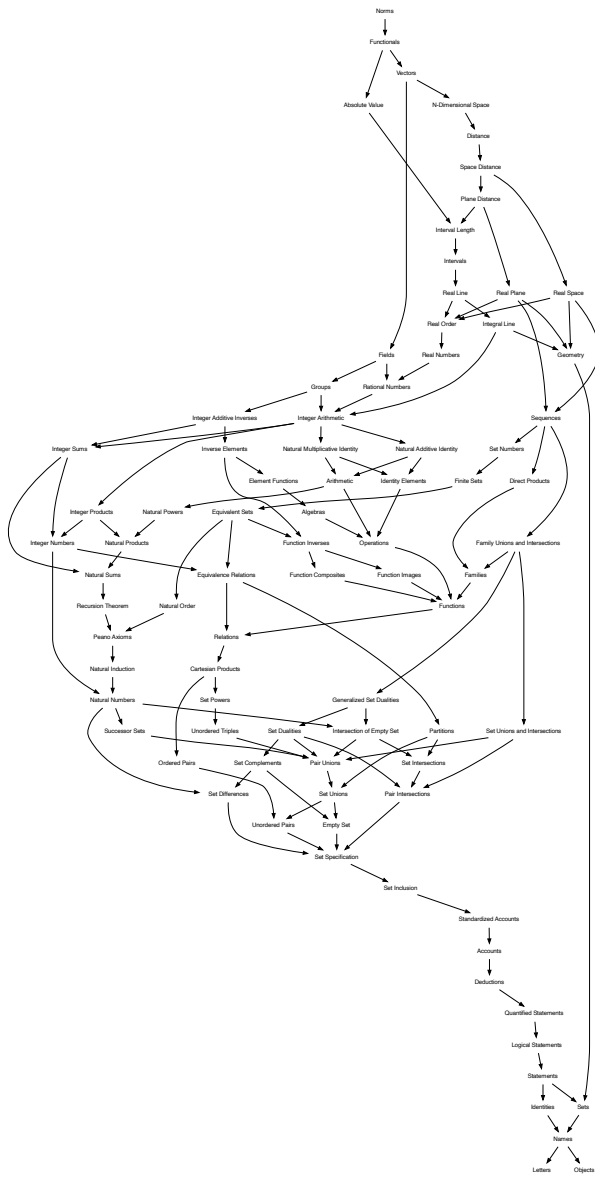 Norms
Functionals
Vectors
Absolute Value
N-Dimensional Space
Distance
Space Distance
Plane Distance
Interval Length
Intervals
Real Line
Real Plane
Real Space
Real Order
Integral Line
Fields
Real Numbers
Geometry
Groups
Rational Numbers
Integer Additive Inverses
Integer Arithmetic
Sequences
Integer Sums
Inverse Elements
Natural Multiplicative Identity
Natural Additive Identity
Set Numbers
Element Functions
Arithmetic
Identity Elements
Finite Sets
Direct Products
Integer Products
Natural Powers
Equivalent Sets
Algebras
Integer Numbers
Natural Products
Function Inverses
Operations
Family Unions and Intersections
Natural Sums
Equivalence Relations
Function Composites
Function Images
Families
Recursion Theorem
Natural Order
Functions
Peano Axioms
Relations
Natural Induction
Cartesian Products
Natural Numbers
Set Powers
Generalized Set Dualities
Successor Sets
Unordered Triples
Set Dualities
Intersection of Empty Set
Partitions
Set Unions and Intersections
Ordered Pairs
Set Complements
Pair Unions
Set Intersections
Set Differences
Set Unions
Pair Intersections
Unordered Pairs
Empty Set
Set Specification
Set Inclusion
Standardized Accounts
Accounts
Deductions
Quantified Statements
Logical Statements
Statements
Identities
Sets
Names
Letters
Objects